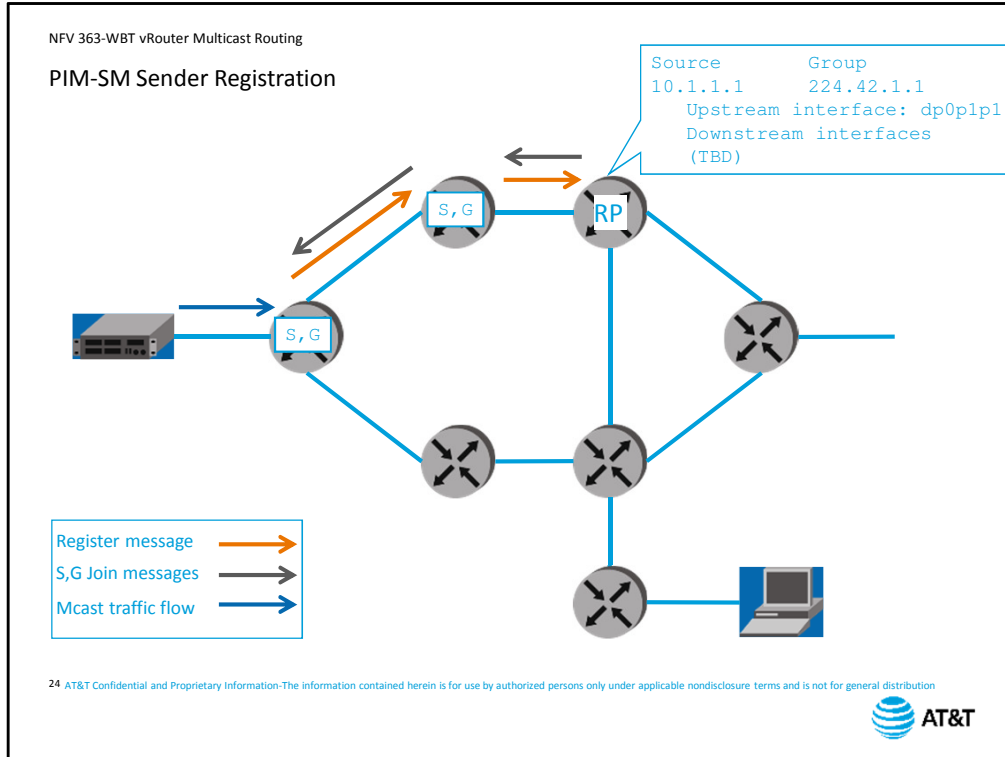 NFV 363-WBT vRouter Multicast Routing
PIM-SM Sender Registration
Source Group
10.1.1.1 224.42.1.1
Upstream interface: dp0p1p1
Downstream interfaces
(TBD)
S,G
RP
S,G
Register message
S,G Join messages
Mcast traffic flow
24 AT&T Confidential and Proprietary Information-The information contained herein is for use by authorized persons only under applicable nondisclosure terms and is not for general distribution
AT&T